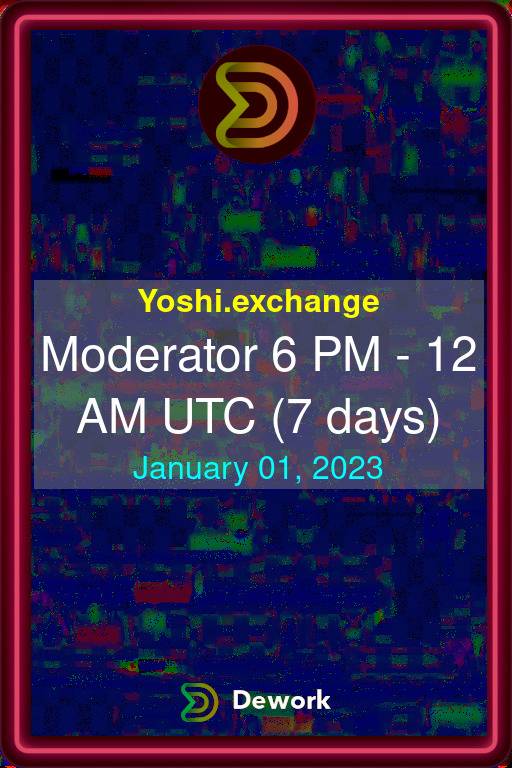 Yoshi.exchange
Moderator 6 PM - 12
AM UTC (7 days)
January 01, 2023
Dework